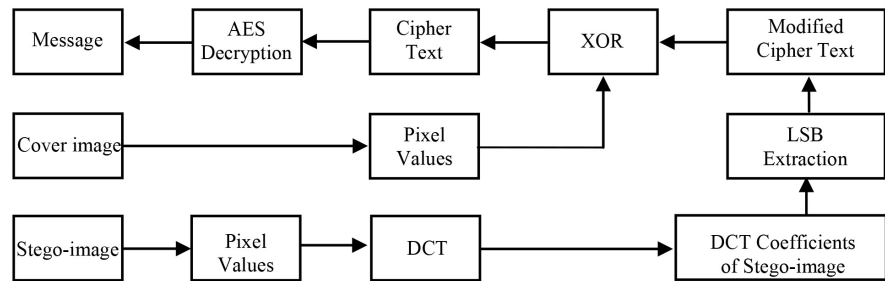 Message
AES
Decryption
Cipher
Text
XOR
Modified
Cipher Text
Cover image
Pixel
Values
LSB
Extraction
Stego-image
Pixel
Values
DCT
DCT Coefficients
of Stego-image